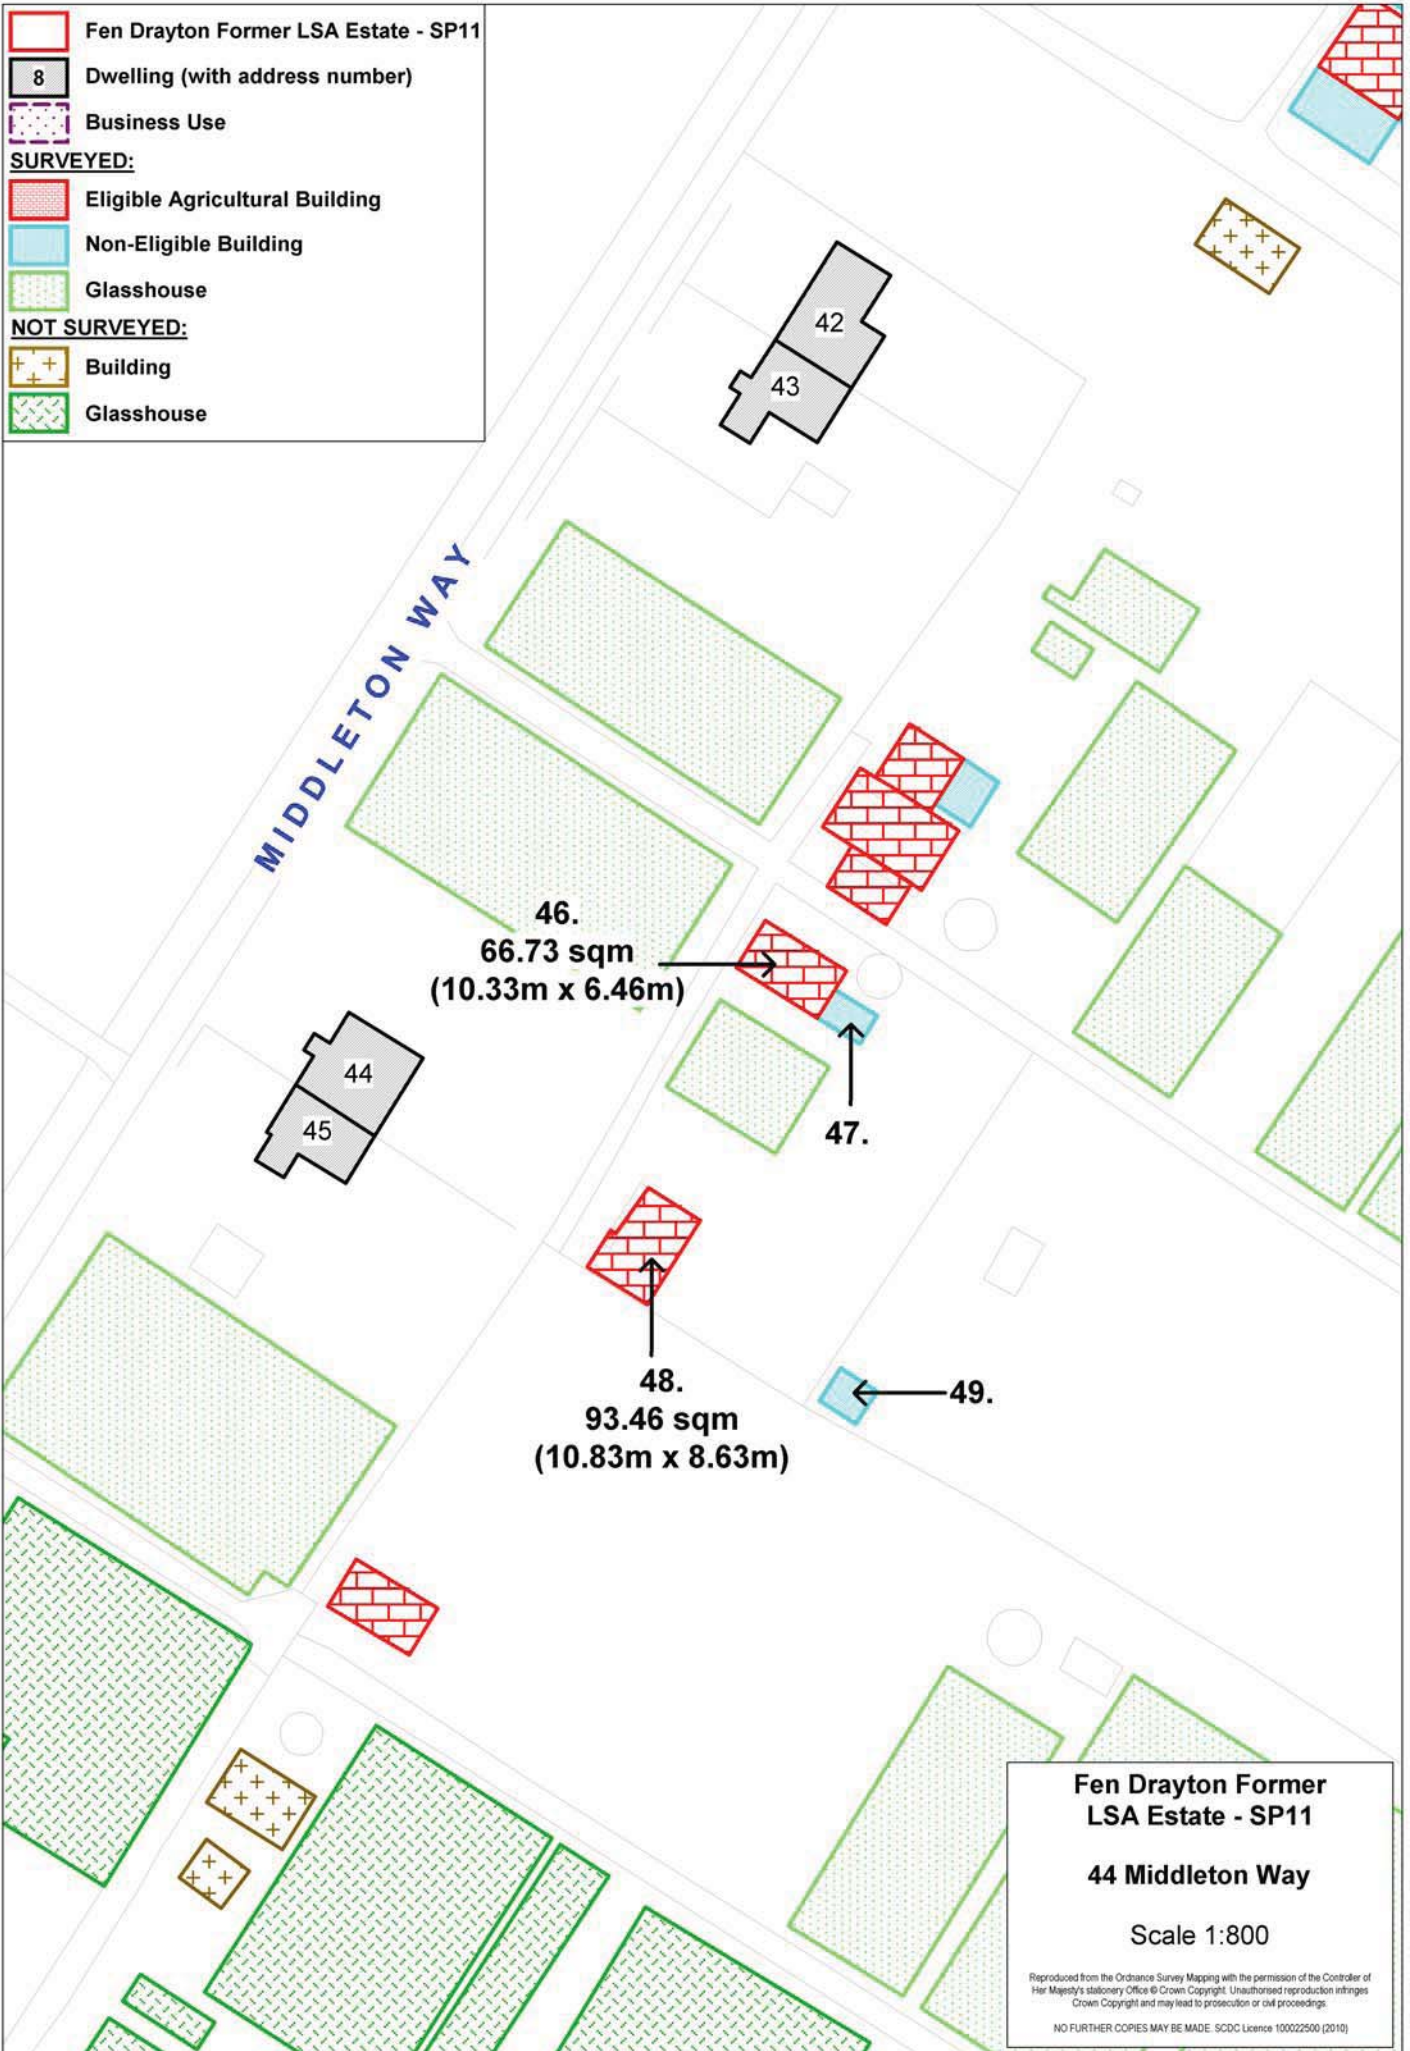 Fen Drayton Former LSA Estate - SP11
8 Dwelling (with address number)
Business Use
SURVEYED:
Eligible Agricultural Building
Non-Eligible Building
Glasshouse
NOT SURVEYED:
Building
Glasshouse
42
43
MIDDLETON WAY
46.
66.73 sqm
(10.33m x 6.46m)
44
45
47.
48.
93.46 sqm
(10.83m x 8.63m)
49.
Fen Drayton Former
LSA Estate - SP11
44 Middleton Way
Scale 1:800
Reproduced from the Ordnance Survey Mapping with the permission of the Controller of
Her Majesty's stationery Office © Crown Copyright. Unauthorised reproduction infringes
Crown Copyright and may lead to prosecution or civil proceedings.
NO FURTHER COPIES MAY BE MADE. SCDC Licence 100022500 (2010)